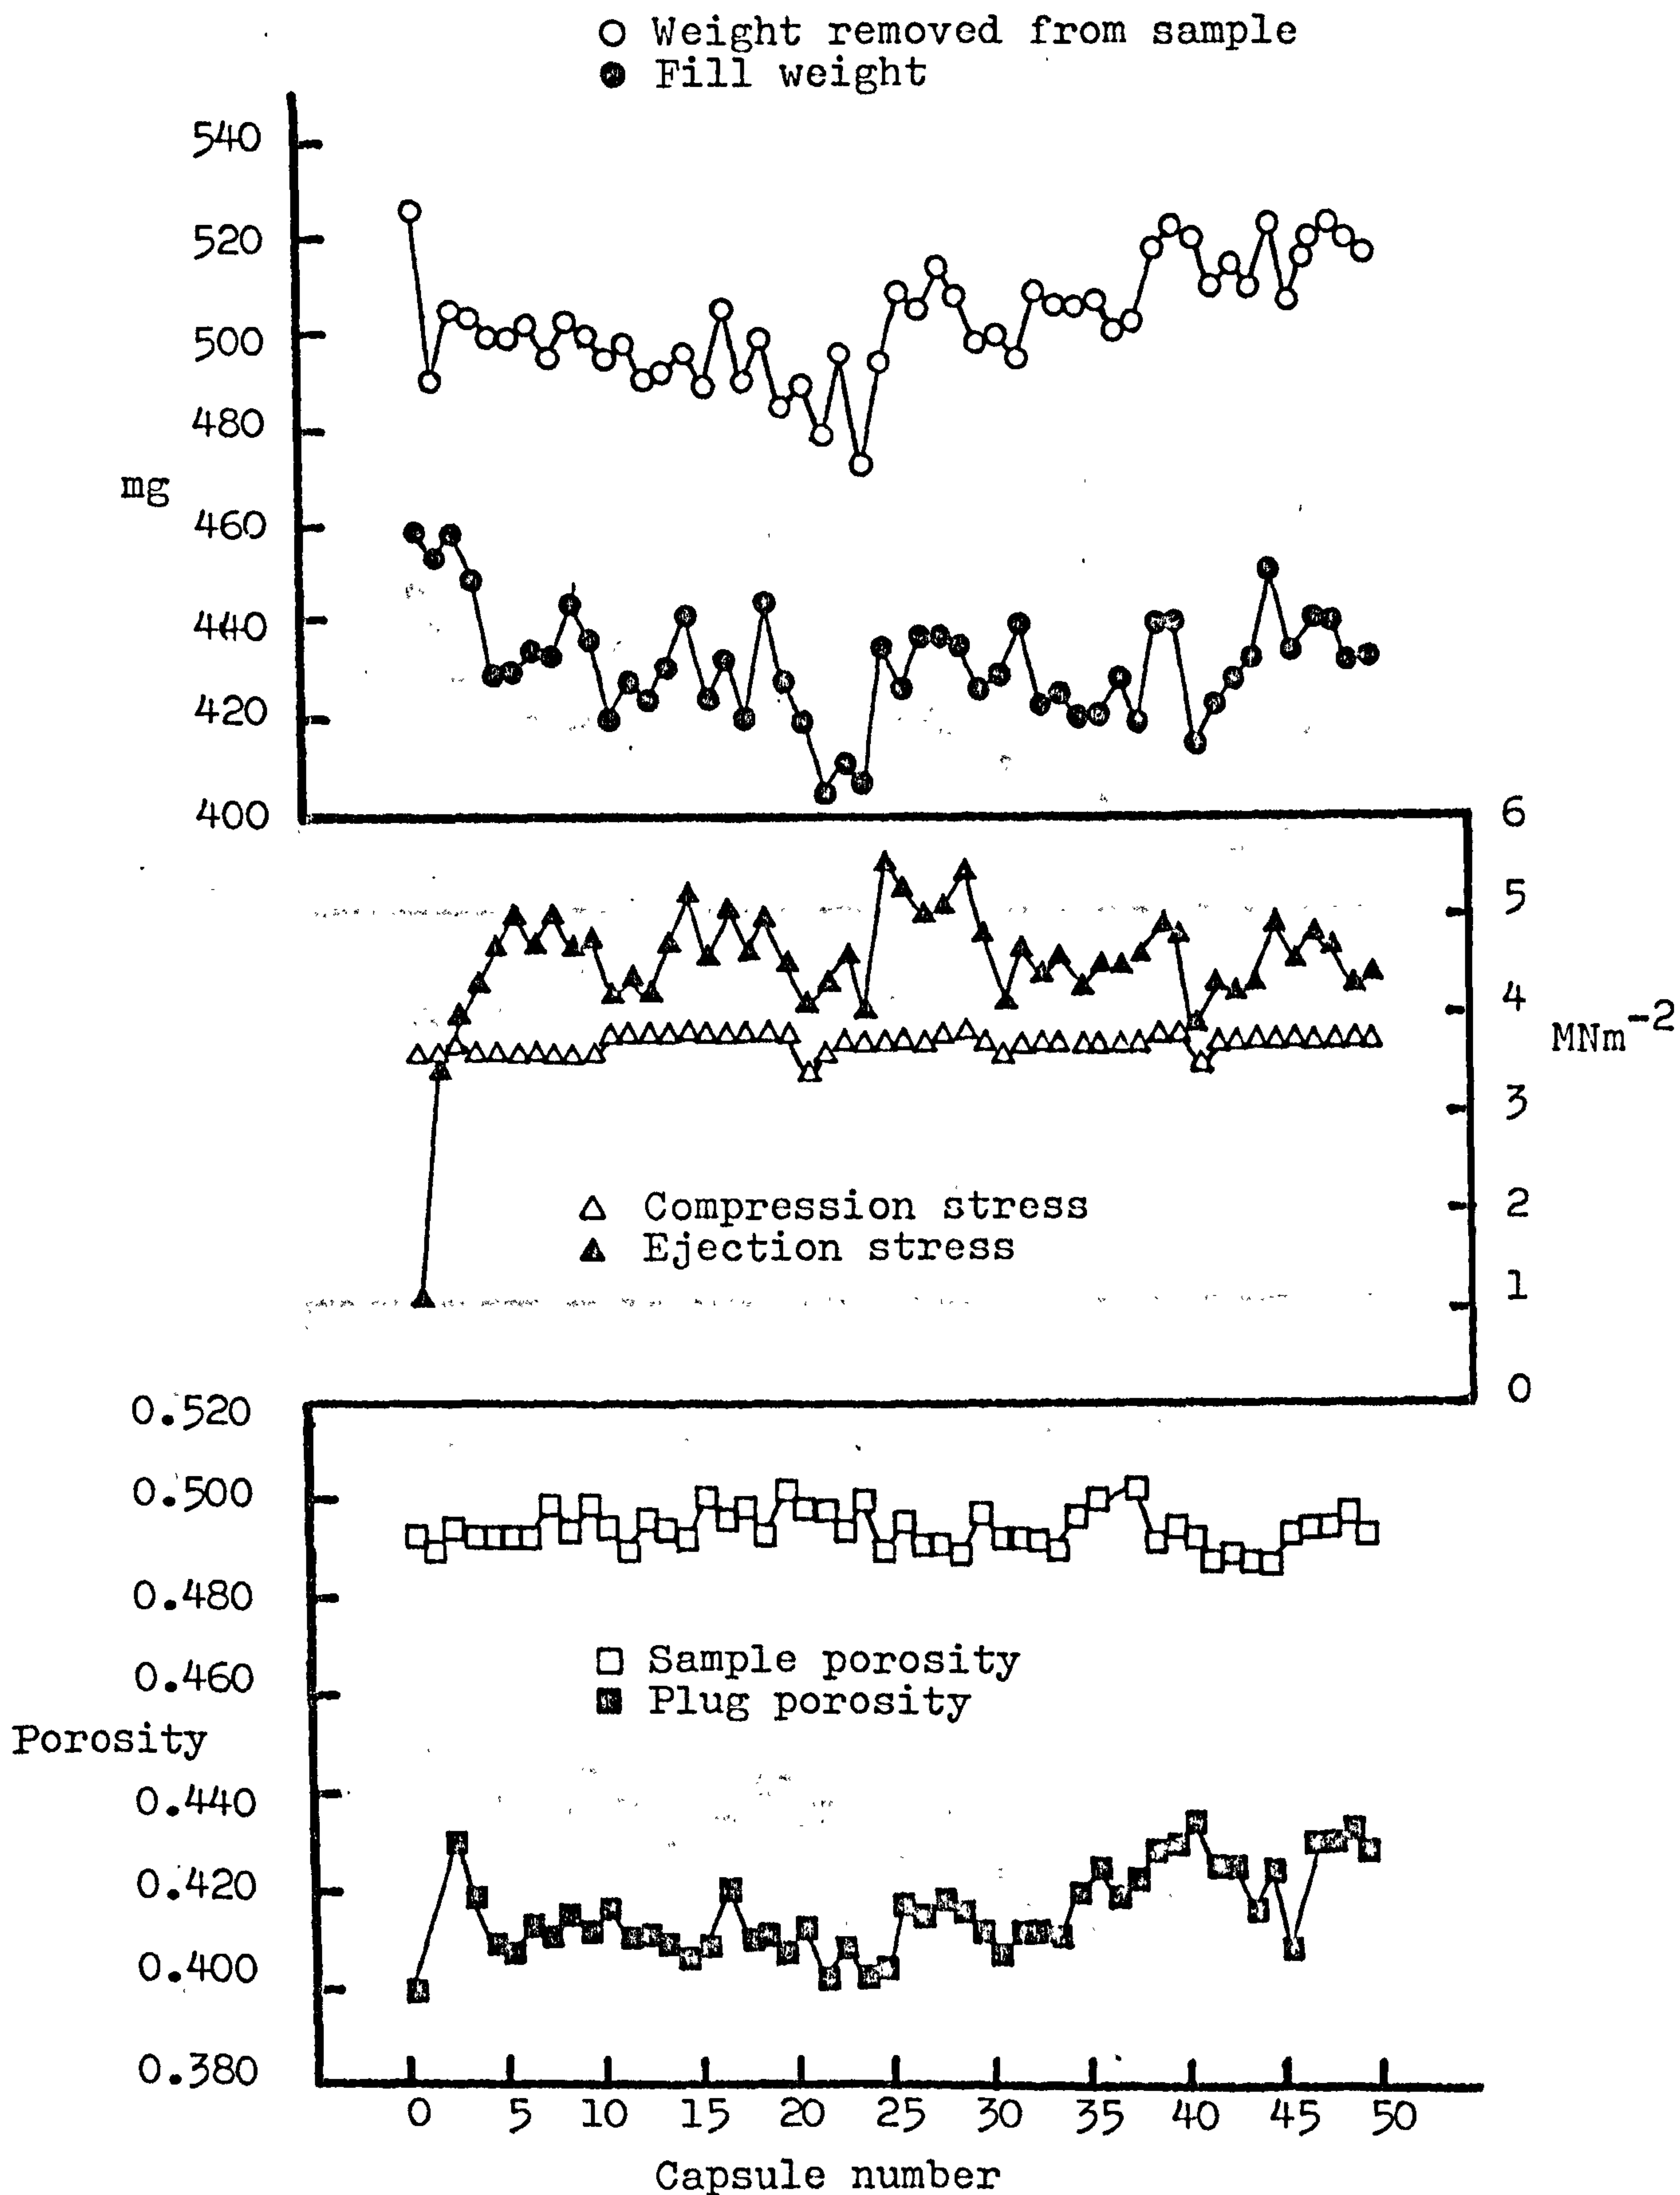 Weight removed from sample
Fill weight
540
520
500
480
mg
460
440
420
400
6
5
4
MNm⁻²
3
2
1
0
Compression stress
Ejection stress
0.520
0.500
0.480
0.460
Sample porosity
Plug porosity
Porosity
0.440
0.420
0.400
0.380
0 5 10 15 20 25 30 35 40 45 50
Capsule number